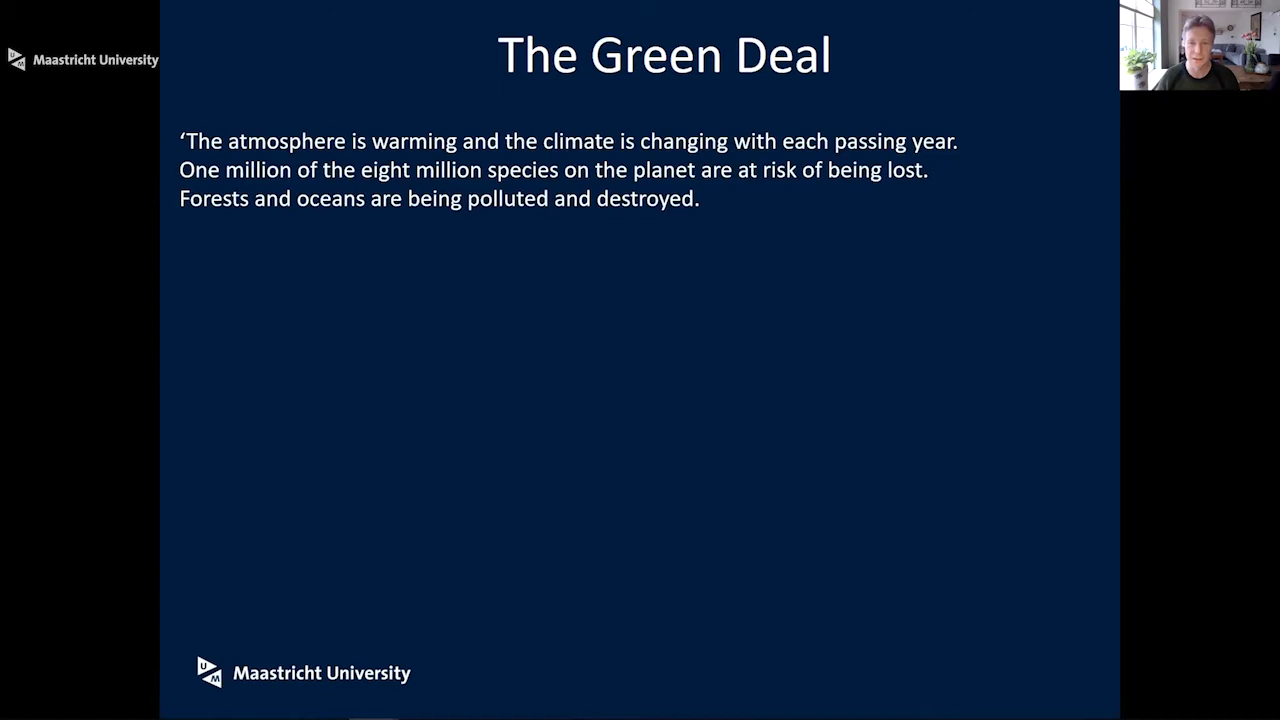 The Green Deal
Maastricht University
‘The atmosphere is warming and the climate is changing with each passing year.
One million of the eight million species on the planet are at risk of being lost.
Forests and oceans are being polluted and destroyed.
Maastricht University